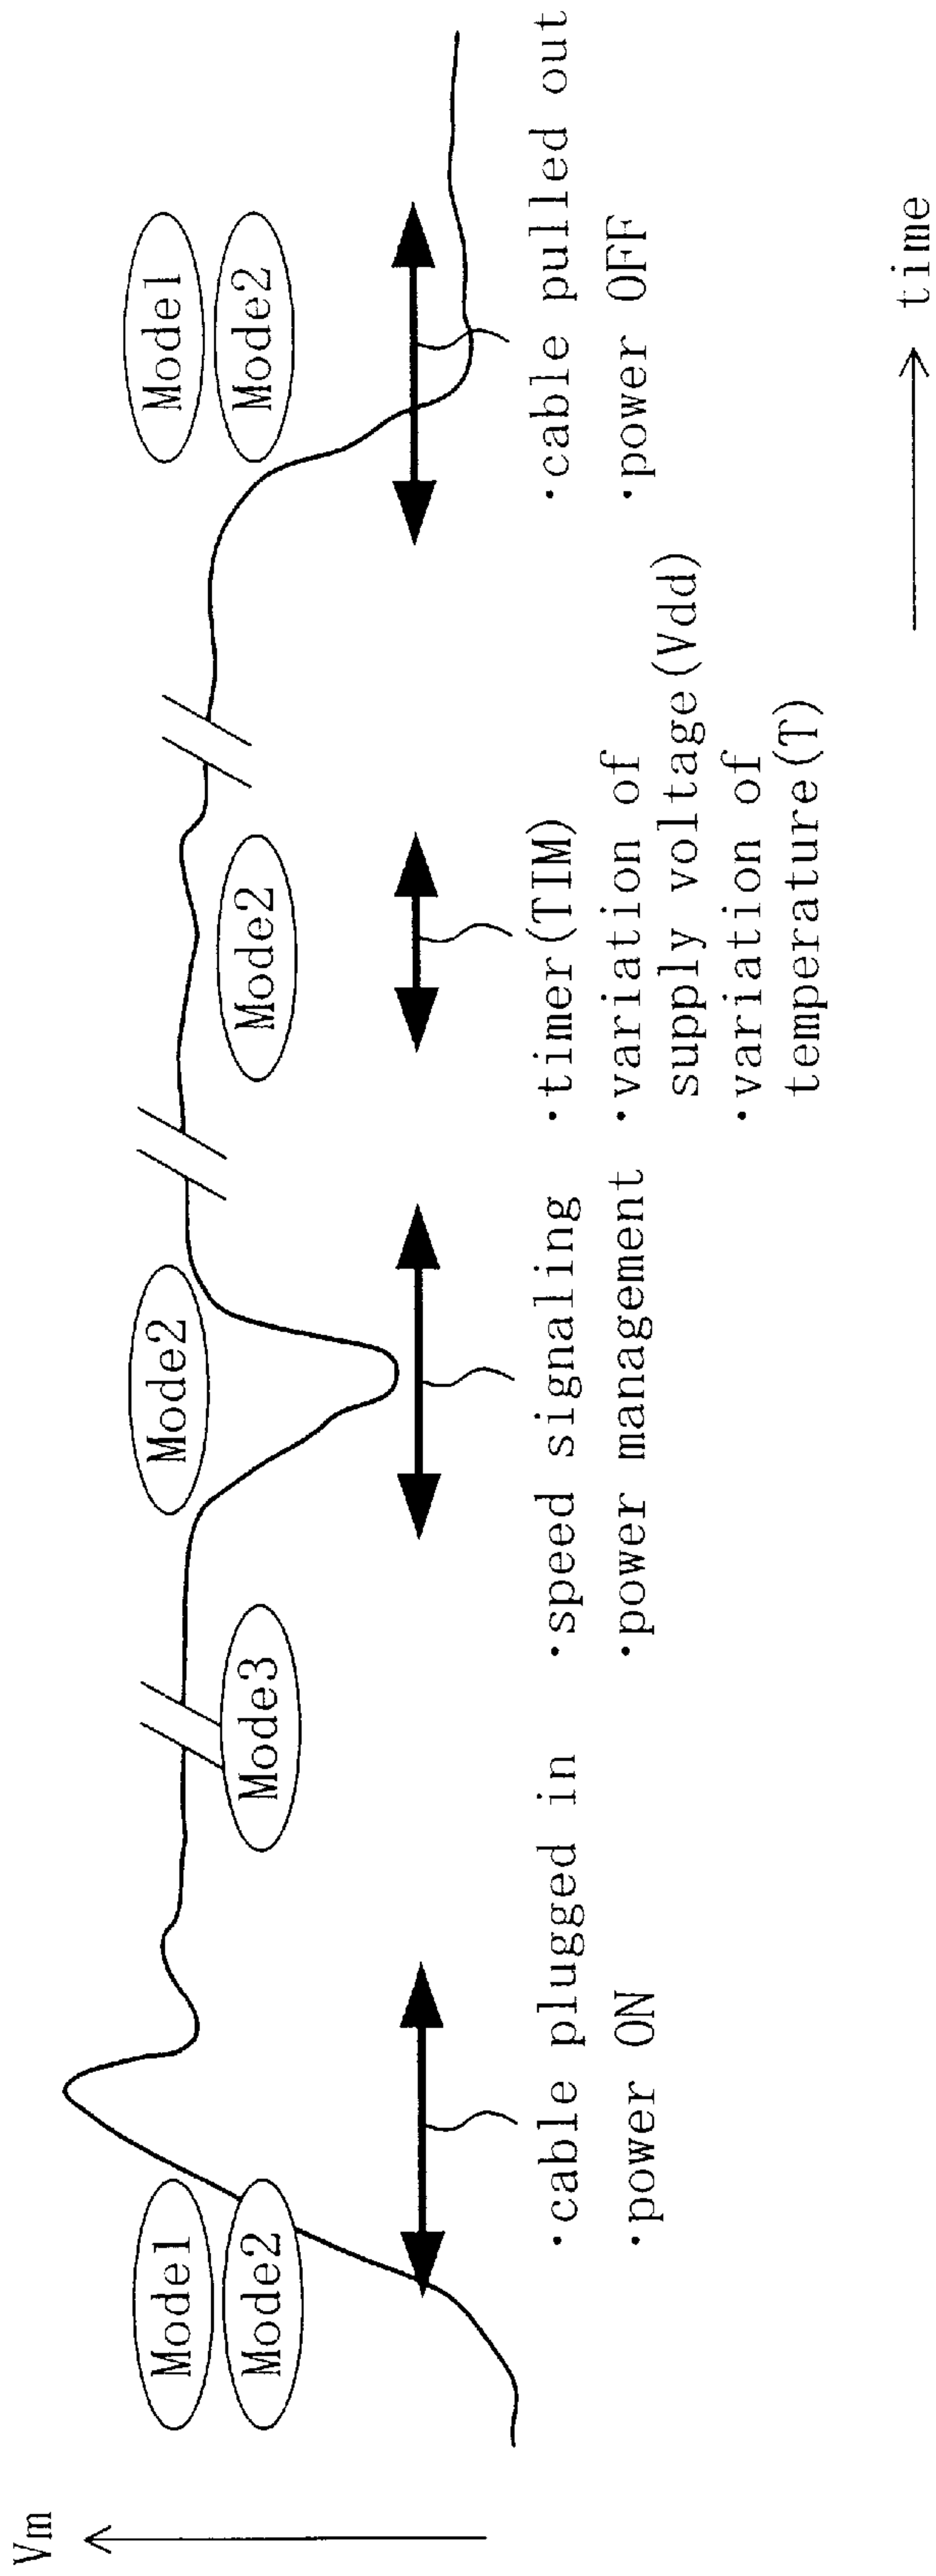 Vm
Mode1
Mode2
Mode3
Mode2
Mode2
Mode1
Mode2
·cable plugged in
·power ON
·speed signaling
·power management
·timer(TIM)
·variation of
supply voltage(Vdd)
·variation of
temperature(T)
·cable pulled out
·power OFF
time